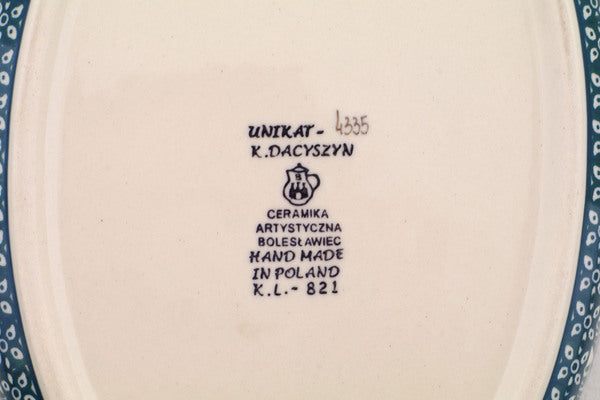 UNIKAT - 4335
K. DACYSZYN
CERAMIKA
ARTYSTYCZNA
BOLESŁAWIEC
HAND MADE
IN POLAND
K.L.- 821